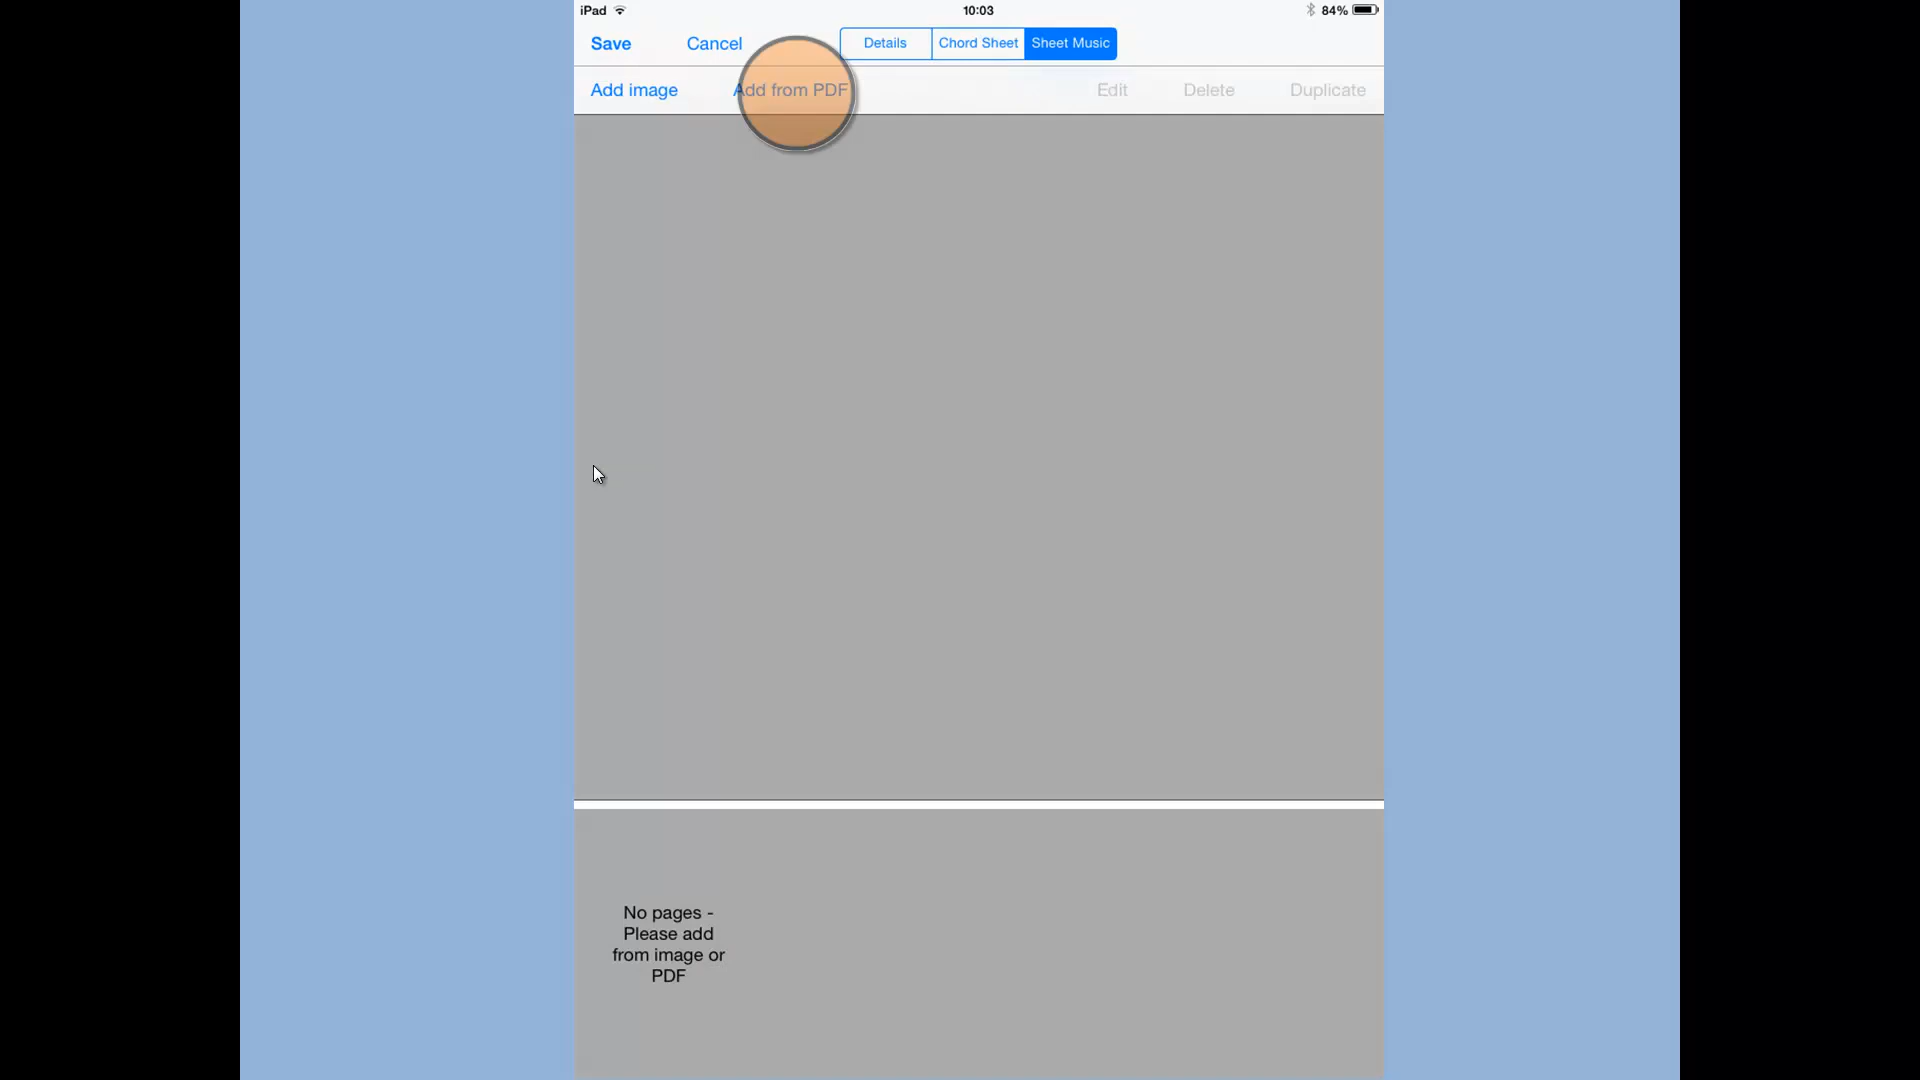 iPad 10:03 84%
Save Cancel Details Chord Sheet Sheet Music
Add image Add from PDF Edit Delete Duplicate
No pages -
Please add
from image or
PDF